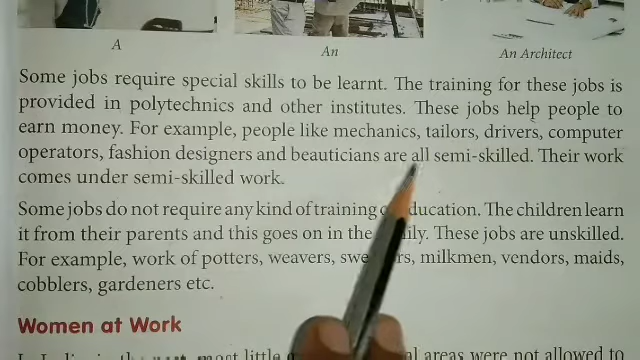 A
An
An Architect
Some jobs require special skills to be learnt. The training for these jobs is
provided in polytechnics and other institutes. These jobs help people to
earn money. For example, people like mechanics, tailors, drivers, computer
operators, fashion designers and beauticians are all semi-skilled. Their work
comes under semi-skilled work.
Some jobs do not require any kind of training education. The children learn
it from their parents and this goes on in the These jobs are unskilled.
For example, work of potters, weavers, milkmen, vendors, maids,
cobblers, gardeners etc.
Women at Work
most little areas were not allowed to